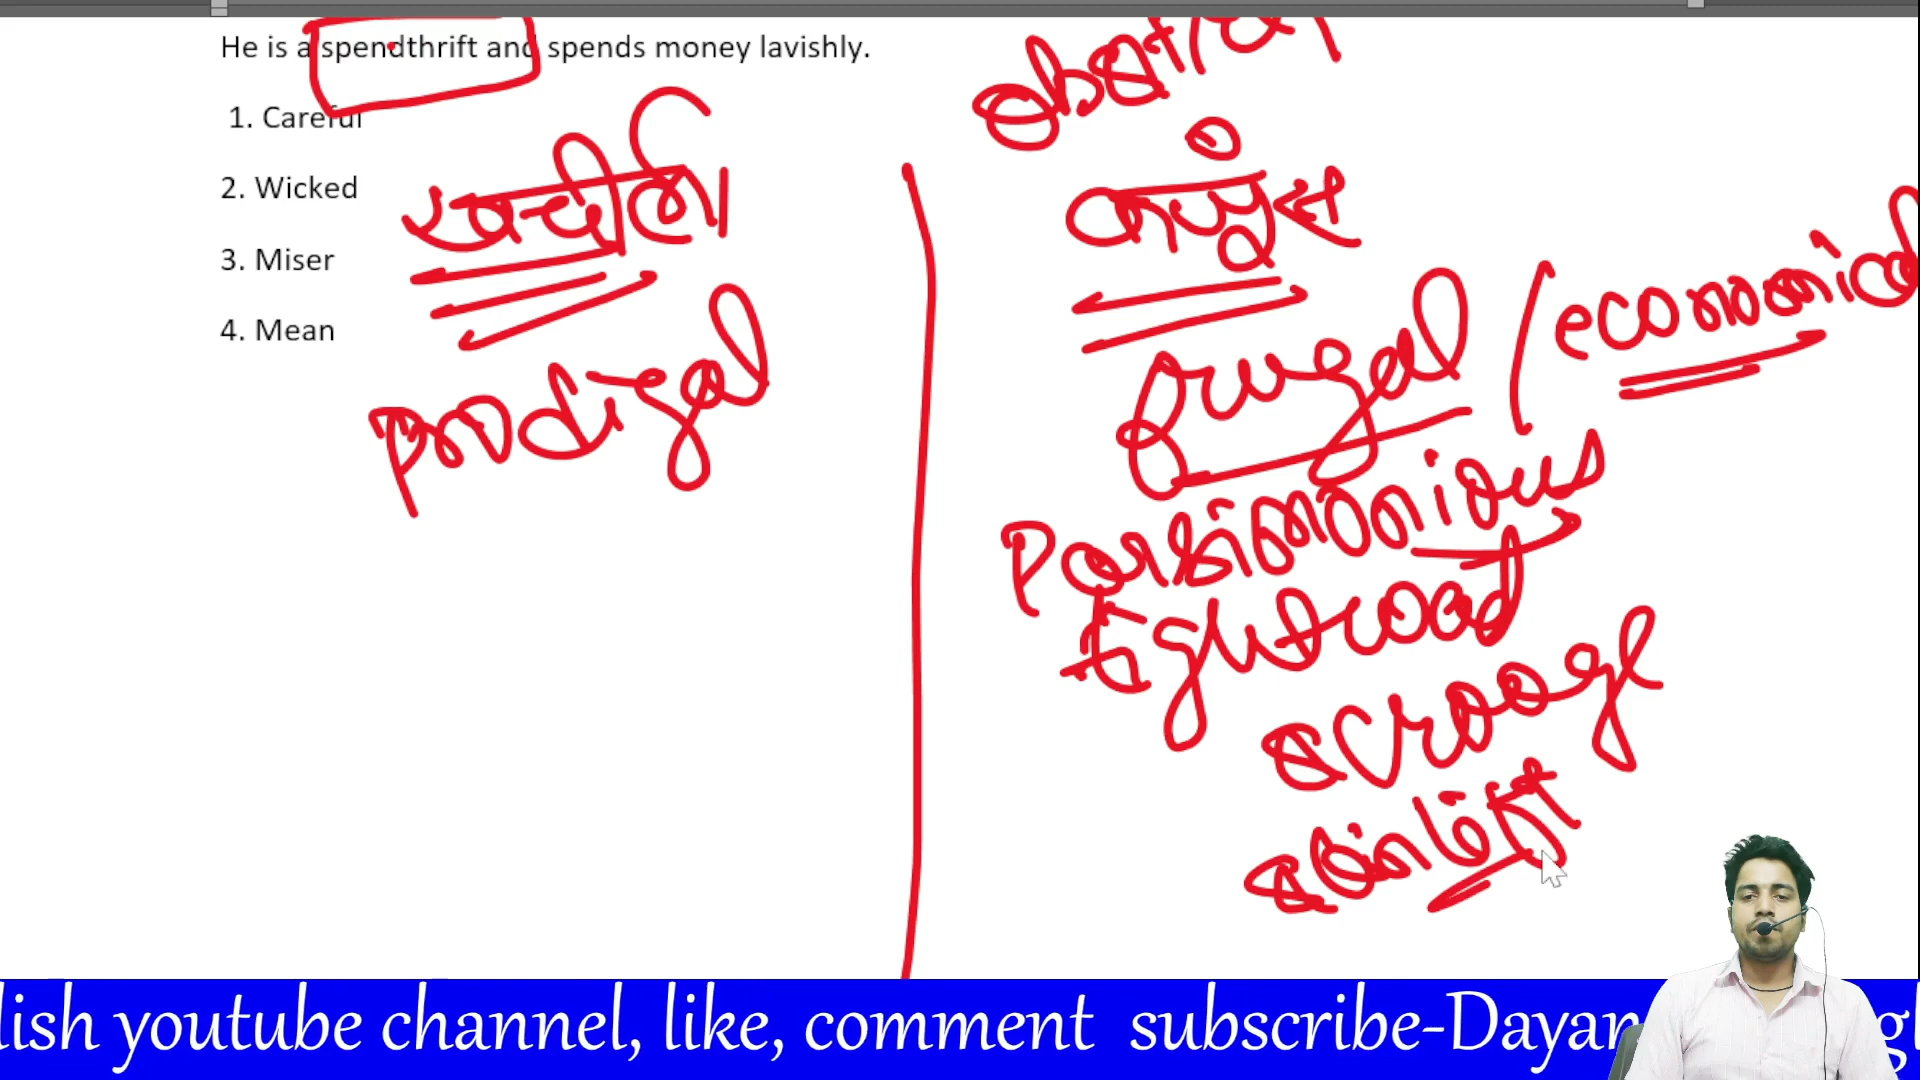 He is a spendthrift and spends money lavishly.
1. Careful
2. Wicked
3. Miser
4. Mean
खर्चीला
prodigal
कंजूस
frugal / economical
Parsimonious
scrooge
lish youtube channel, like, comment subscribe-Dayan